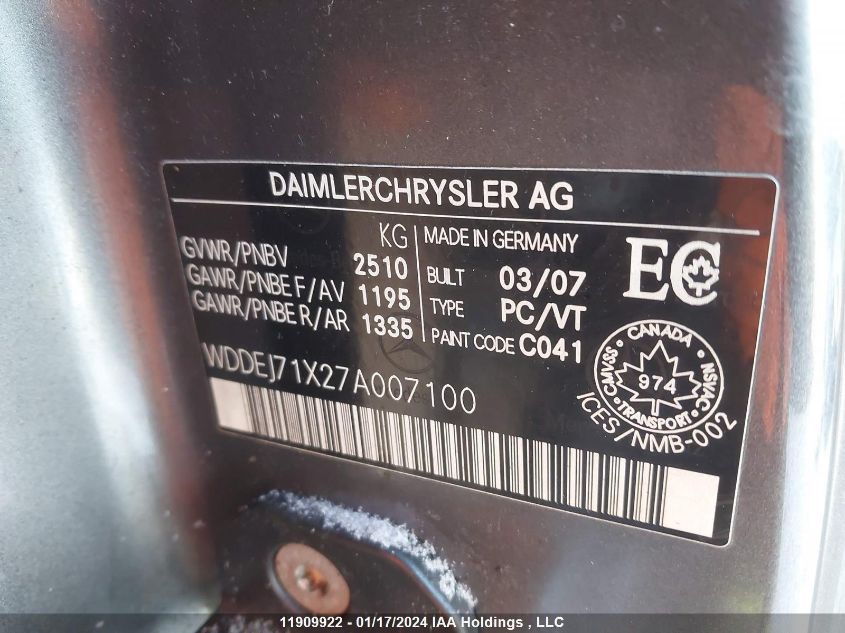 DAIMLERCHRYSLER AG
KG
GVWR/PNBV 2510
GAWR/PNBE F/AV 1195
GAWR/PNBE R/AR 1335
MADE IN GERMANY
BUILT 03/07
TYPE PC/VT
PAINT CODE C041
EC
WDDEJ71X27A007100
CANADA
CMVSS
974
NSVAC
TRANSPORT
ICES/NMB-002
11909922 - 01/17/2024 IAA Holdings , LLC